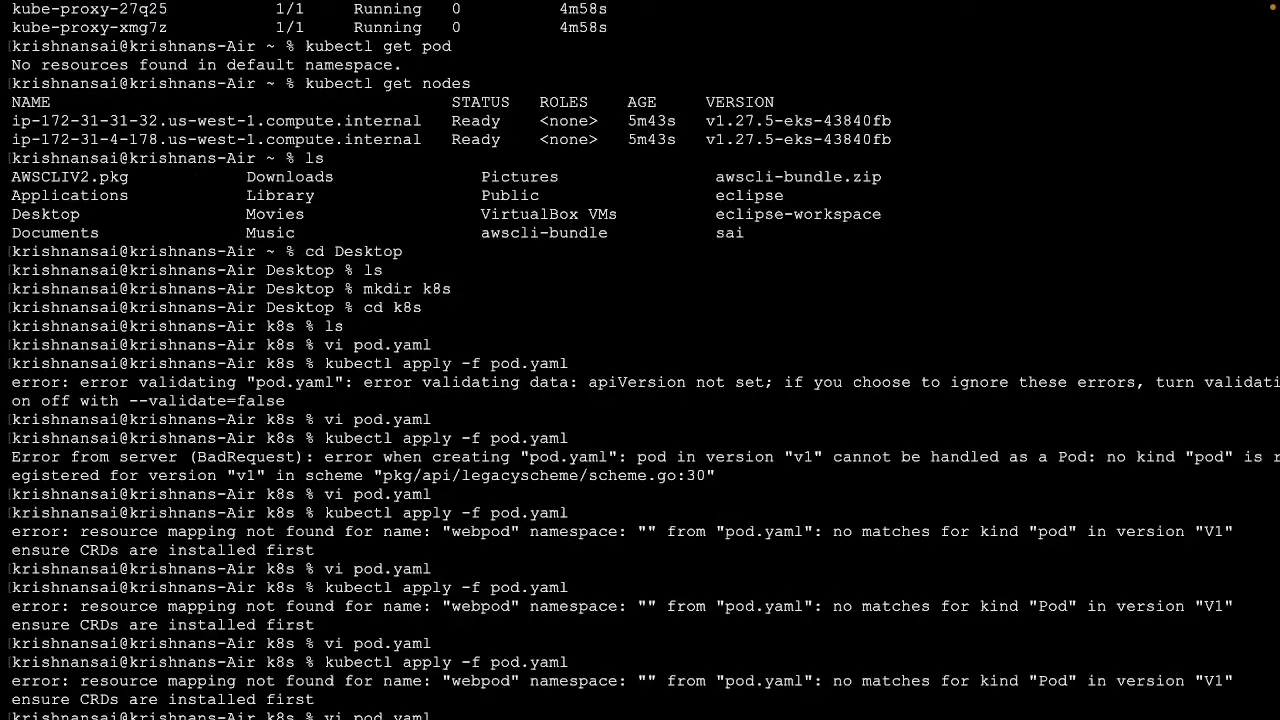 kube-proxy-27q25 1/1 Running 0 4m58s
kube-proxy-xmg7z 1/1 Running 0 4m58s
[krishnansai@krishnans-Air ~ % kubectl get pod
No resources found in default namespace.
[krishnansai@krishnans-Air ~ % kubectl get nodes
NAME STATUS ROLES AGE VERSION
ip-172-31-31-32.us-west-1.compute.internal Ready <none> 5m43s v1.27.5-eks-43840fb
ip-172-31-4-178.us-west-1.compute.internal Ready <none> 5m43s v1.27.5-eks-43840fb
[krishnansai@krishnans-Air ~ % ls
AWSCLIV2.pkg Downloads Pictures awscli-bundle.zip
Applications Library Public eclipse
Desktop Movies VirtualBox VMs eclipse-workspace
Documents Music awscli-bundle sai
[krishnansai@krishnans-Air ~ % cd Desktop
[krishnansai@krishnans-Air Desktop % ls
[krishnansai@krishnans-Air Desktop % mkdir k8s
[krishnansai@krishnans-Air Desktop % cd k8s
[krishnansai@krishnans-Air k8s % ls
[krishnansai@krishnans-Air k8s % vi pod.yaml
[krishnansai@krishnans-Air k8s % kubectl apply -f pod.yaml
error: error validating "pod.yaml": error validating data: apiVersion not set; if you choose to ignore these errors, turn validati
on off with --validate=false
[krishnansai@krishnans-Air k8s % vi pod.yaml
[krishnansai@krishnans-Air k8s % kubectl apply -f pod.yaml
Error from server (BadRequest): error when creating "pod.yaml": pod in version "v1" cannot be handled as a Pod: no kind "pod" is r
egistered for version "v1" in scheme "pkg/api/legacyscheme/scheme.go:30"
[krishnansai@krishnans-Air k8s % vi pod.yaml
[krishnansai@krishnans-Air k8s % kubectl apply -f pod.yaml
error: resource mapping not found for name: "webpod" namespace: "" from "pod.yaml": no matches for kind "pod" in version "V1"
ensure CRDs are installed first
[krishnansai@krishnans-Air k8s % vi pod.yaml
[krishnansai@krishnans-Air k8s % kubectl apply -f pod.yaml
error: resource mapping not found for name: "webpod" namespace: "" from "pod.yaml": no matches for kind "Pod" in version "V1"
ensure CRDs are installed first
[krishnansai@krishnans-Air k8s % vi pod.yaml
[krishnansai@krishnans-Air k8s % kubectl apply -f pod.yaml
error: resource mapping not found for name: "webpod" namespace: "" from "pod.yaml": no matches for kind "Pod" in version "V1"
ensure CRDs are installed first
[krishnansai@krishnans-Air k8s % vi pod.yaml